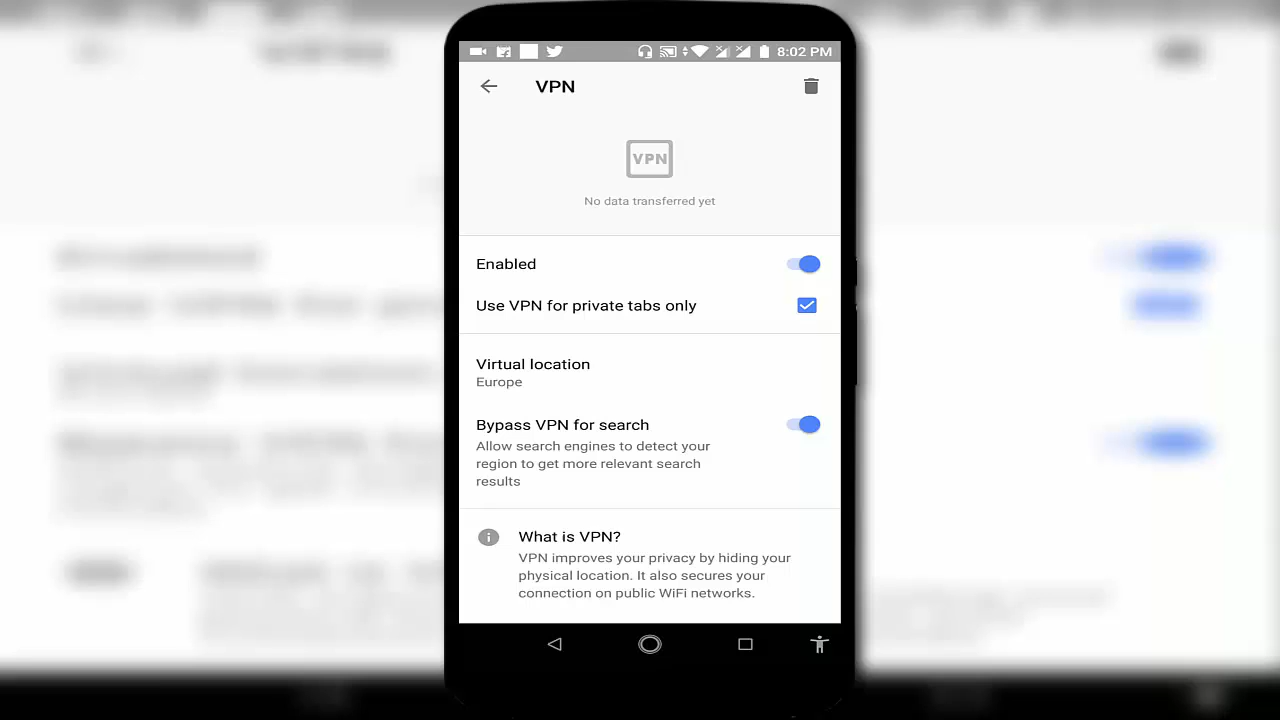 8:02 PM
VPN
VPN
No data transferred yet
Enabled
Use VPN for private tabs only
Virtual location
Europe
Bypass VPN for search
Allow search engines to detect your
region to get more relevant search
results
What is VPN?
VPN improves your privacy by hiding your
physical location. It also secures your
connection on public WiFi networks.